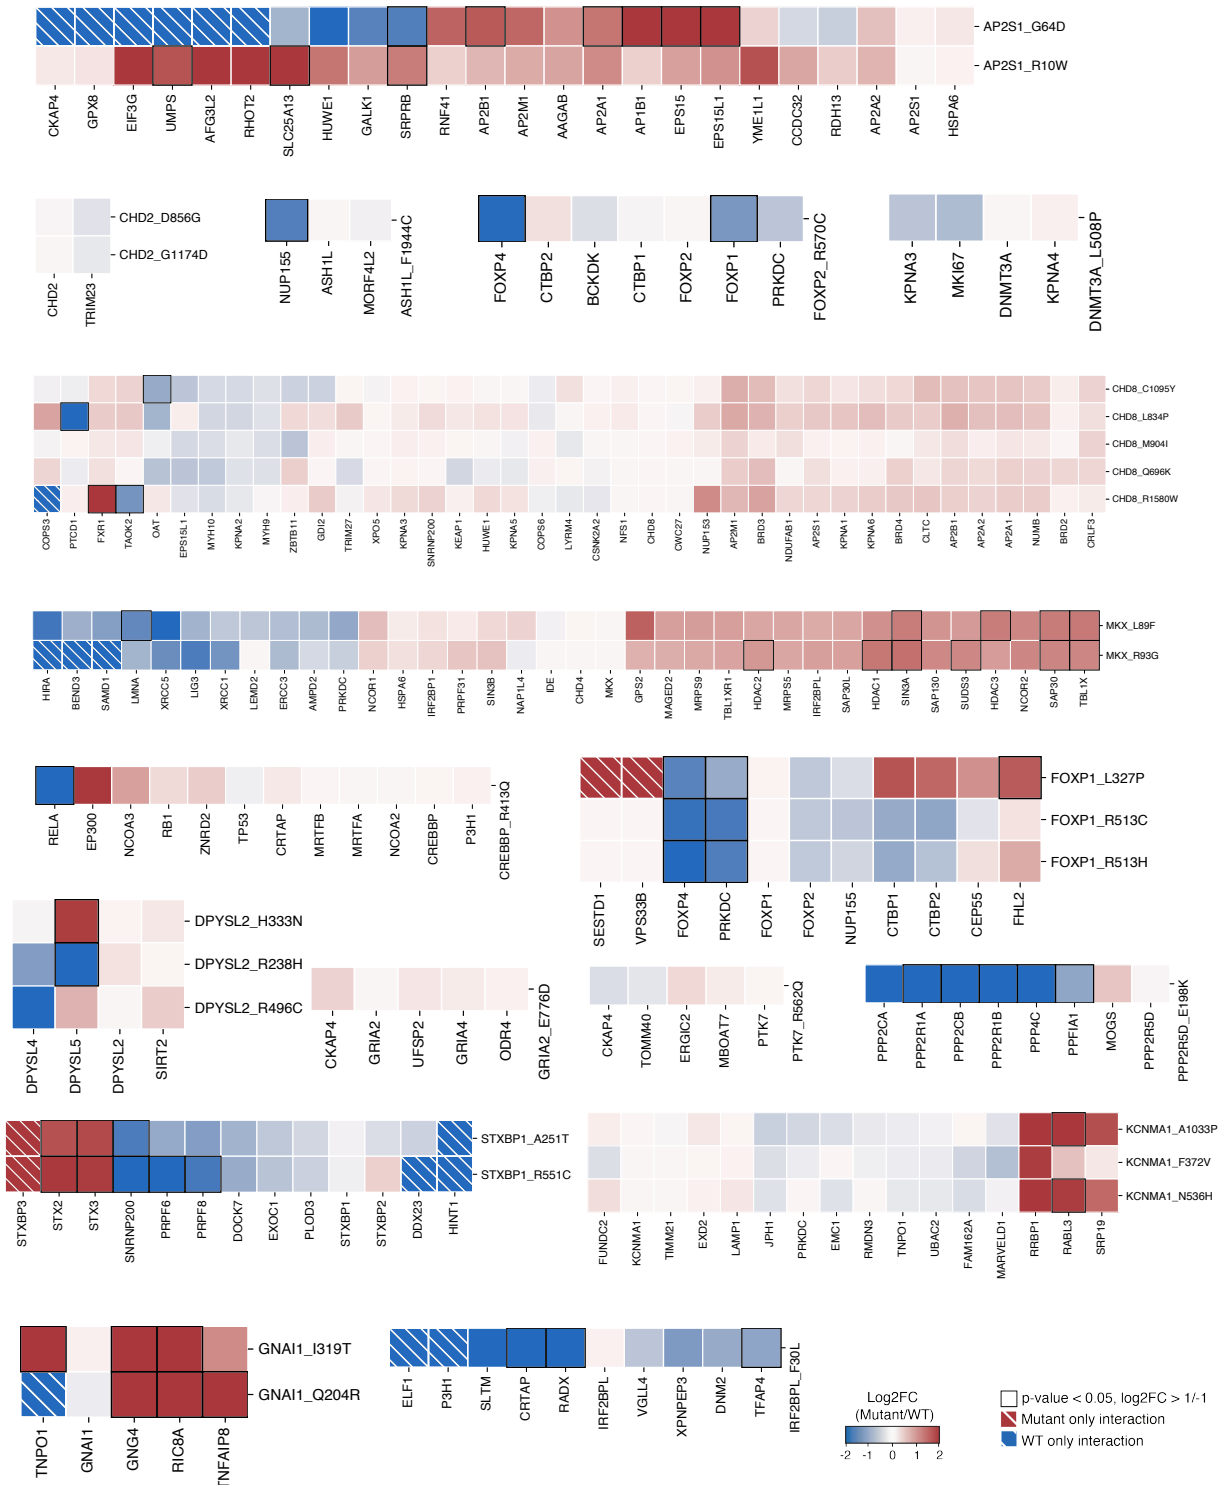 AP2S1_G64D
AP2S1_R10W
CKAP4 GPX8 EIF3G UMPS AFG3L2 RHOT2 SLC25A13 HUWE1 GALK1 SRPRB RNF41 AP2B1 AP2M1 AAGAB AP2A1 AP1B1 EPS15 EPS15L1 YME1L1 CCDC32 RDH13 AP2A2 AP2S1 HSPA6
CHD2_D856G
CHD2_G1174D
CHD2 TRIM23
NUP155 ASH1L MORF4L2 ASH1L_F1944C
FOXP4 CTBP2 BCKDK CTBP1 FOXP2 FOXP1 PRKDC FOXP2_R570C
KPNA3 MKI67 DNMT3A KPNA4 DNMT3A_L508P
CHD8_C1095Y
CHD8_L834P
CHD8_M904I
CHD8_Q696K
CHD8_R1580W
COPS3 PTCD1 FXR1 TAOK2 OAT EPS15L1 MYH10 KPNA2 MYH9 ZBTB11 GDI2 TRIM27 XPO5 KPNA3 SNRNP200 KEAP1 HUWE1 KPNA5 COPS6 LYRM4 CSNK2A2 NFS1 CHD8 CWC27 NUP153 AP2M1 BRD3 NDUFAB1 AP2S1 KPNA1 KPNA6 BRD4 CLTC AP2B1 AP2A2 AP2A1 NUMB BRD2 CRLF3
MKX_L89F
MKX_R93G
HIRA BEND3 SAMD1 LMNA XRCC5 LIG3 XRCC1 LEMD2 ERCC3 AMPD2 PRKDC NCOR1 HSPA6 IRF2BP1 PRPF31 SIN3B NAP1L4 IDE CHD4 MKX GPS2 MAGED2 MRPS9 TBL1XR1 HDAC2 MRPS5 IRF2BPL SAP30L HDAC1 SIN3A SAP130 SUDS3 HDAC3 NCOR2 SAP30 TBL1X
RELA EP300 NCOA3 RB1 ZNRD2 TP53 CRTAP MRTFB MRTFA NCOA2 CREBBP P3H1 CREBBP_R413Q
FOXP1_L327P
FOXP1_R513C
FOXP1_R513H
SESTD1 VPS33B FOXP4 PRKDC FOXP1 FOXP2 NUP155 CTBP1 CTBP2 CEP55 FHL2
DPYSL2_H333N
DPYSL2_R238H
DPYSL2_R496C
DPYSL4 DPYSL5 DPYSL2 SIRT2
CKAP4 GRIA2 UFSP2 GRIA4 ODR4 GRIA2_E776D
CKAP4 TOMM40 ERGIC2 MBOAT7 PTK7 PTK7_R562Q
PPP2CA PPP2R1A PPP2CB PPP2R1B PPP4C PPFIA1 MOGS PPP2R5D PPP2R5D_E198K
STXBP1_A251T
STXBP1_R551C
STXBP3 STX2 STX3 SNRNP200 PRPF6 PRPF8 DOCK7 EXOC1 PLOD3 STXBP1 STXBP2 DDX23 HINT1
KCNMA1_A1033P
KCNMA1_F372V
KCNMA1_N536H
FUNDC2 KCNMA1 TIMM21 EXD2 LAMP1 JPH1 PRKDC EMC1 RMDN3 TNPO1 UBAC2 FAM162A MARVELD1 RRBP1 RABL3 SRP19
GNAI1_I319T
GNAI1_Q204R
TNPO1 GNAI1 GNG4 RIC8A TNFAIP8
ELF1 P3H1 SLTM CRTAP RADX IRF2BPL VGLL4 XPNPEP3 DNM2 TFAP4 IRF2BPL_F30L
Log2FC
(Mutant/WT)
-2 -1 0 1 2
p-value < 0.05, log2FC > 1/-1
Mutant only interaction
WT only interaction